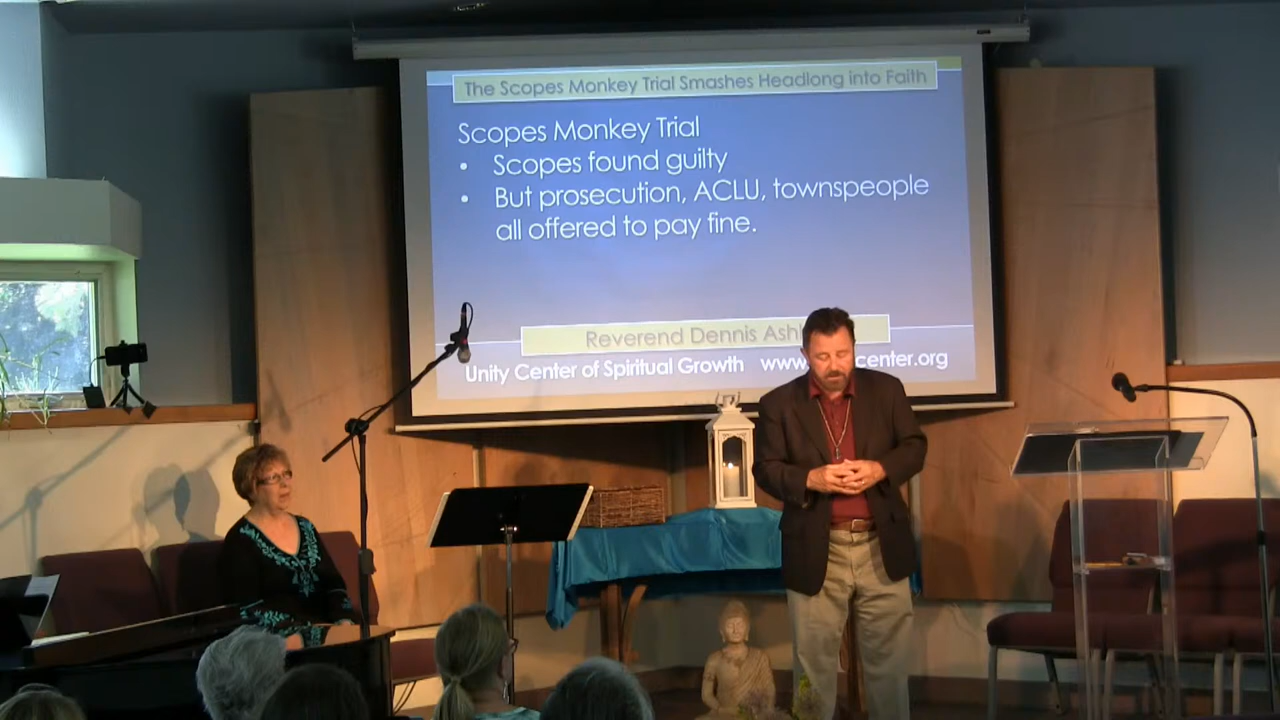 The Scopes Monkey Trial Smashes Headlong into Faith
Scopes Monkey Trial
• Scopes found guilty
• But prosecution, ACLU, townspeople
all offered to pay fine.
Reverend Dennis
Unity Center of Spiritual Growth www.